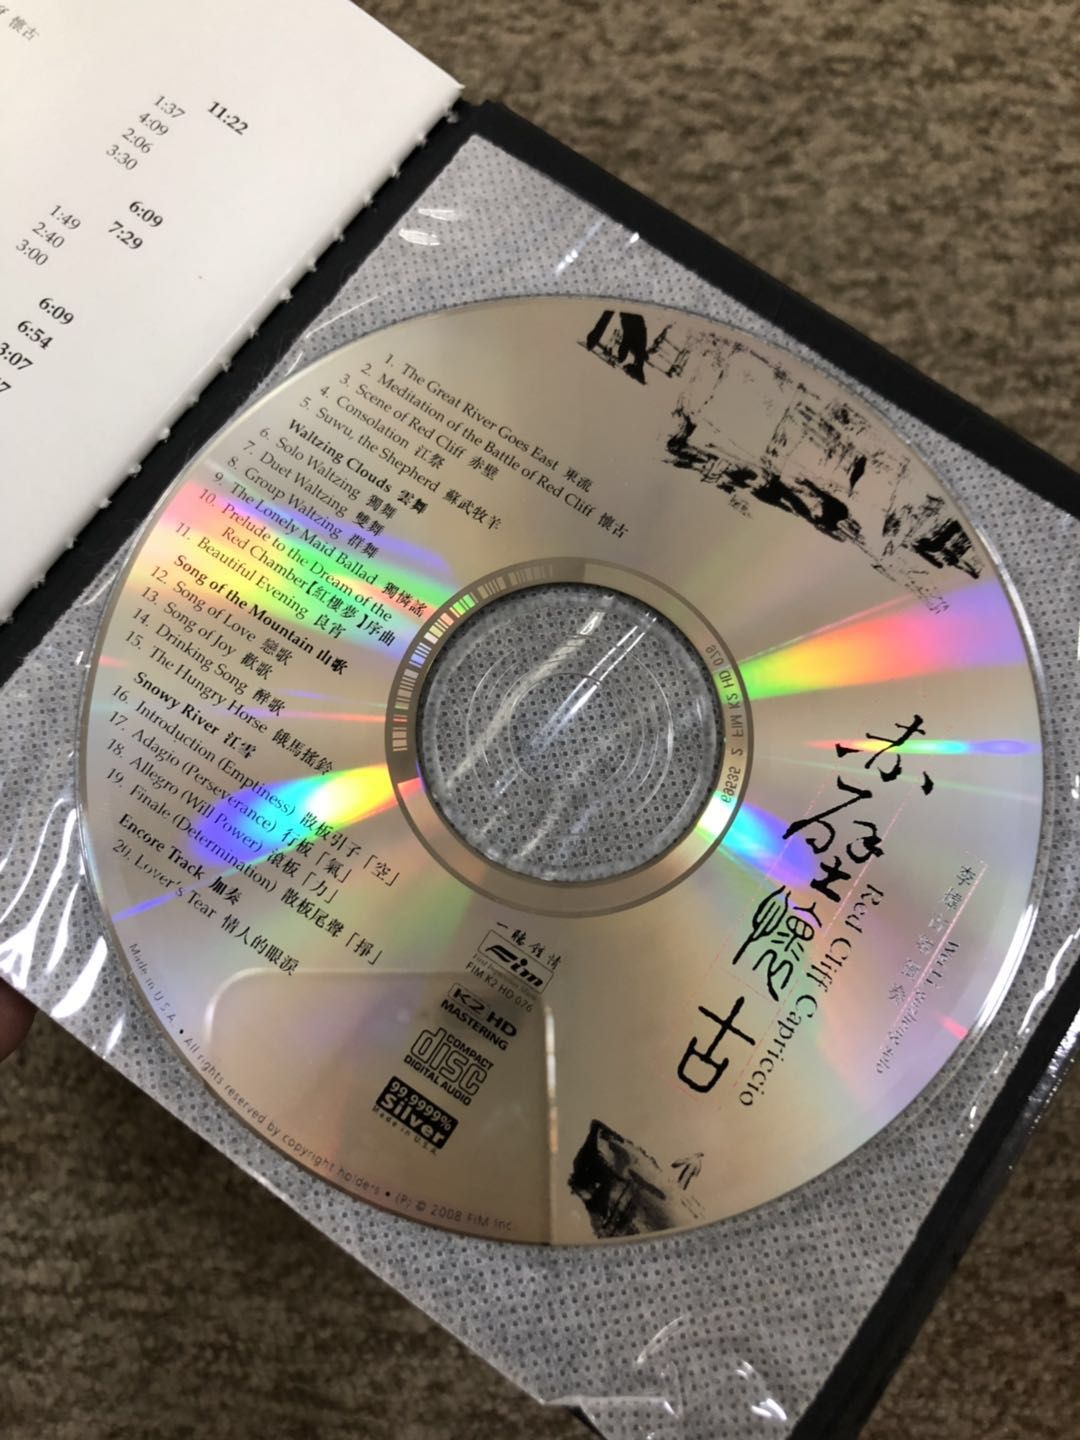 懷古
1:37 11:22
4:09
2:06
3:30
6:09
1:49 7:29
2:40
3:00
6:09
6:54
3:07
1. The Great River Goes East 東流
2. Meditation of the Battle of Red Cliff 懷古
3. Scene of Red Cliff 赤壁
4. Consolation 江祭
5. Suwu, the Shepherd 蘇武牧羊
Waltzing Clouds 雲舞
6. Solo Waltzing 獨舞
7. Duet Waltzing 雙舞
8. Group Waltzing 群舞
9. The Lonely Maid Ballad 獨憐謠
10. Prelude to the Dream of the
Red Chamber【紅樓夢】序曲
11. Beautiful Evening 良宵
Song of the Mountain 山歌
12. Song of Love 戀歌
13. Song of Joy 歡歌
14. Drinking Song 醉歌
15. The Hungry Horse 餓馬搖鈴
Snowy River 江雪
16. Introduction (Emptiness) 散板引子「空」
17. Adagio (Perseverance) 行板「氣」
18. Allegro (Will Power) 滾板「力」
19. Finale (Determination) 散板尾聲「掙」
Encore Track 加奏
20. Lover's Tear 情人的眼淚
赤壁懷古
Red Cliff Capriccio
一聽鍾情
Fim
FIM K2 HD 076
K2 HD
MASTERING
COMPACT
disc
DIGITAL AUDIO
99.9999%
Silver
Made in U.S.A.
Made in U.S.A. • All rights reserved by copyright holders • (P) © 2008 FIM Inc.